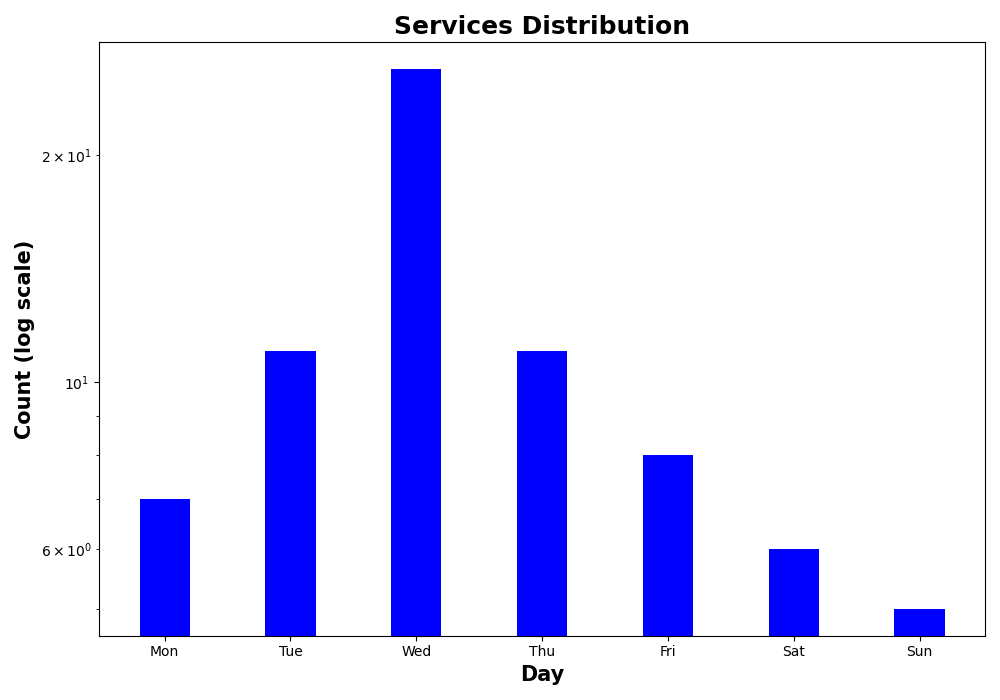 Services Distribution
Count (log scale)
2 × 10¹
10¹
6 × 10⁰
Mon Tue Wed Thu Fri Sat Sun
Day